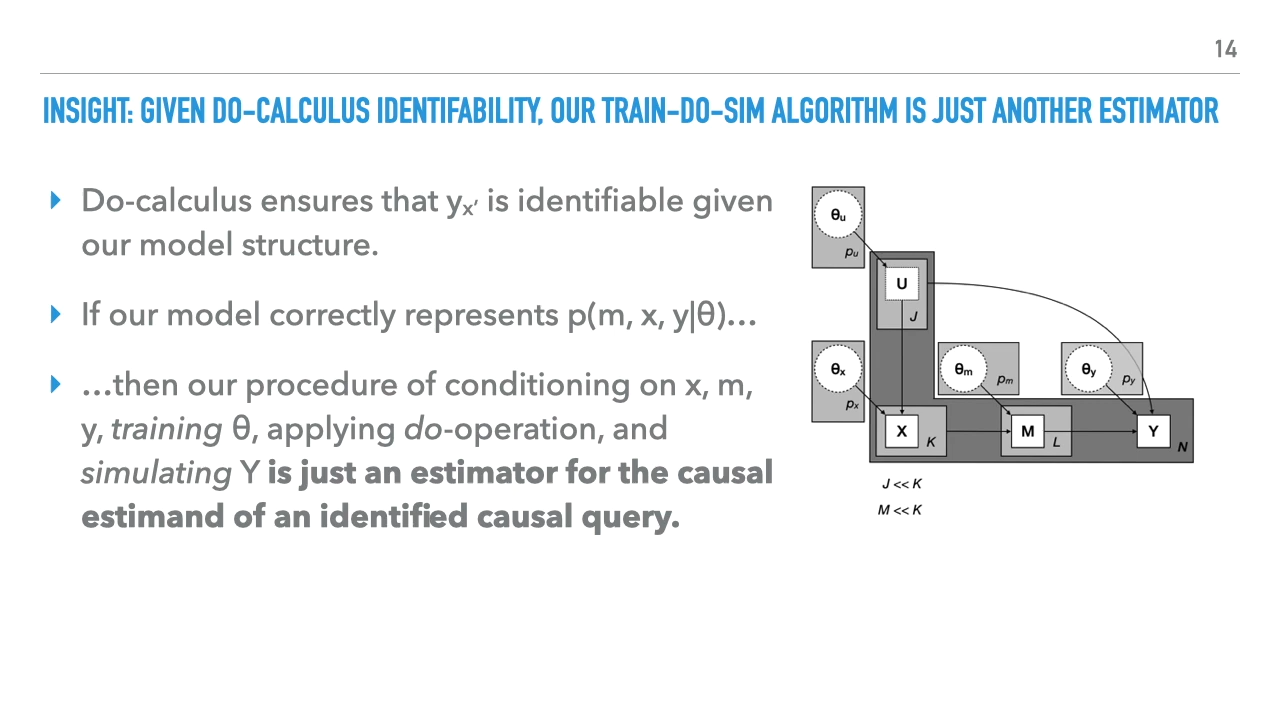 14
INSIGHT: GIVEN DO-CALCULUS IDENTIFABILITY, OUR TRAIN-DO-SIM ALGORITHM IS JUST ANOTHER ESTIMATOR
Do-calculus ensures that yx′ is identifiable given
our model structure.
If our model correctly represents p(m, x, y|θ)…
…then our procedure of conditioning on x, m,
y, training θ, applying do-operation, and
simulating Y is just an estimator for the causal
estimand of an identified causal query.
θu
pu
U
J
θx
px
θm
pm
θy
py
X
K
M
L
Y
N
J << K
M << K